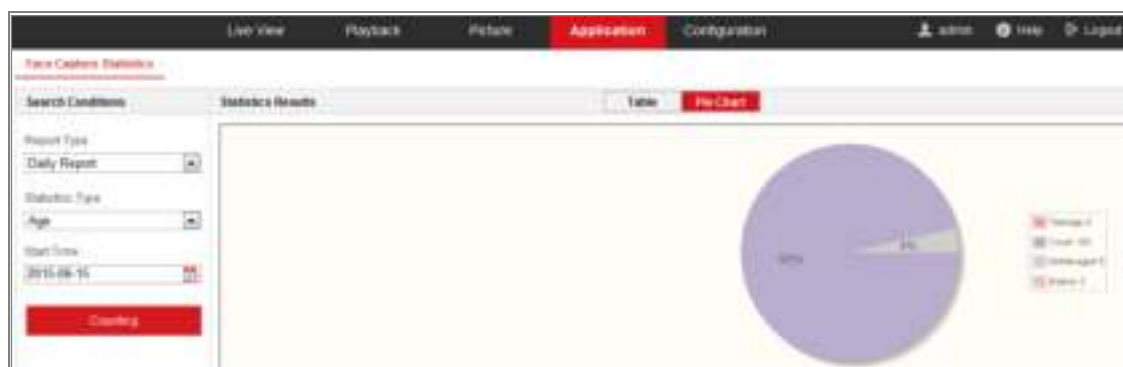 Live View Playback Picture Application Configuration admin Help Logout
Face Capture Statistics
Search Conditions Statistics Results Table Pie Chart
Report Type
Daily Report
Statistics Type
Age
Start Time
2015-06-15
Counting